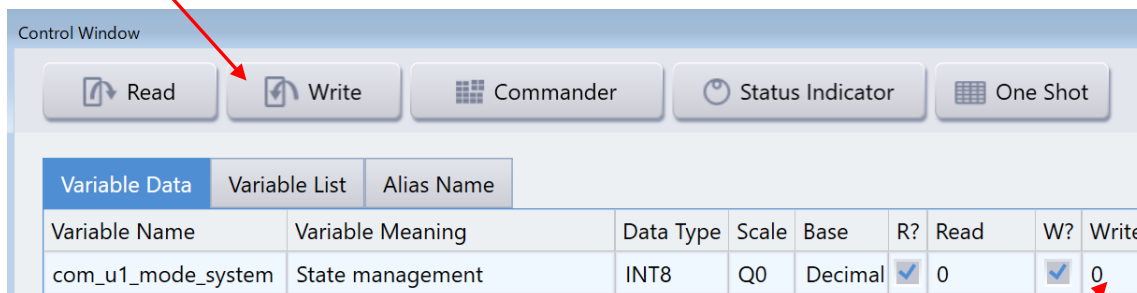 Control Window
Read Write Commander Status Indicator One Shot
Variable Data Variable List Alias Name
Variable Name Variable Meaning Data Type Scale Base R? Read W? Write
com_u1_mode_system State management INT8 Q0 Decimal 0 0